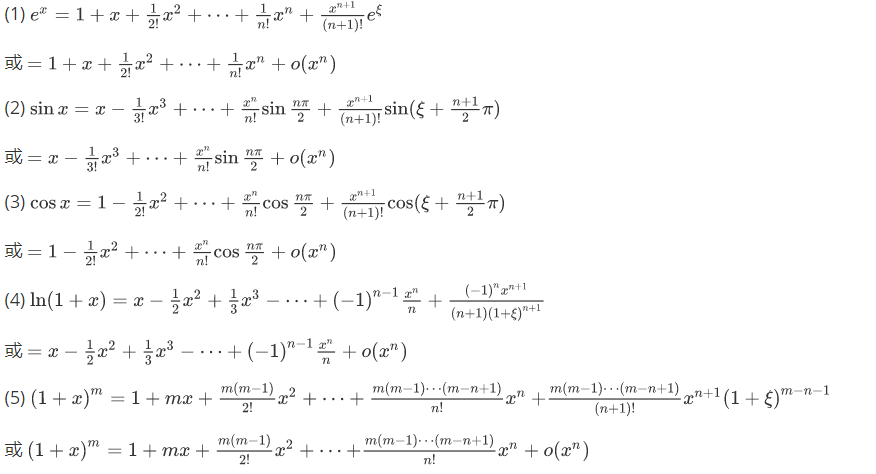 (1) $e^x = 1 + x + \frac{1}{2!}x^2 + \cdots + \frac{1}{n!}x^n + \frac{x^{n+1}}{(n+1)!}e^\xi$
或 $= 1 + x + \frac{1}{2!}x^2 + \cdots + \frac{1}{n!}x^n + o(x^n)$
(2) $\sin x = x - \frac{1}{3!}x^3 + \cdots + \frac{x^n}{n!}\sin\frac{n\pi}{2} + \frac{x^{n+1}}{(n+1)!}\sin(\xi + \frac{n+1}{2}\pi)$
或 $= x - \frac{1}{3!}x^3 + \cdots + \frac{x^n}{n!}\sin\frac{n\pi}{2} + o(x^n)$
(3) $\cos x = 1 - \frac{1}{2!}x^2 + \cdots + \frac{x^n}{n!}\cos\frac{n\pi}{2} + \frac{x^{n+1}}{(n+1)!}\cos(\xi + \frac{n+1}{2}\pi)$
或 $= 1 - \frac{1}{2!}x^2 + \cdots + \frac{x^n}{n!}\cos\frac{n\pi}{2} + o(x^n)$
(4) $\ln(1+x) = x - \frac{1}{2}x^2 + \frac{1}{3}x^3 - \cdots + (-1)^{n-1}\frac{x^n}{n} + \frac{(-1)^n x^{n+1}}{(n+1)(1+\xi)^{n+1}}$
或 $= x - \frac{1}{2}x^2 + \frac{1}{3}x^3 - \cdots + (-1)^{n-1}\frac{x^n}{n} + o(x^n)$
(5) $(1+x)^m = 1 + mx + \frac{m(m-1)}{2!}x^2 + \cdots + \frac{m(m-1)\cdots(m-n+1)}{n!}x^n + \frac{m(m-1)\cdots(m-n+1)}{(n+1)!}x^{n+1}(1+\xi)^{m-n-1}$
或 $(1+x)^m = 1 + mx + \frac{m(m-1)}{2!}x^2 + \cdots + \frac{m(m-1)\cdots(m-n+1)}{n!}x^n + o(x^n)$